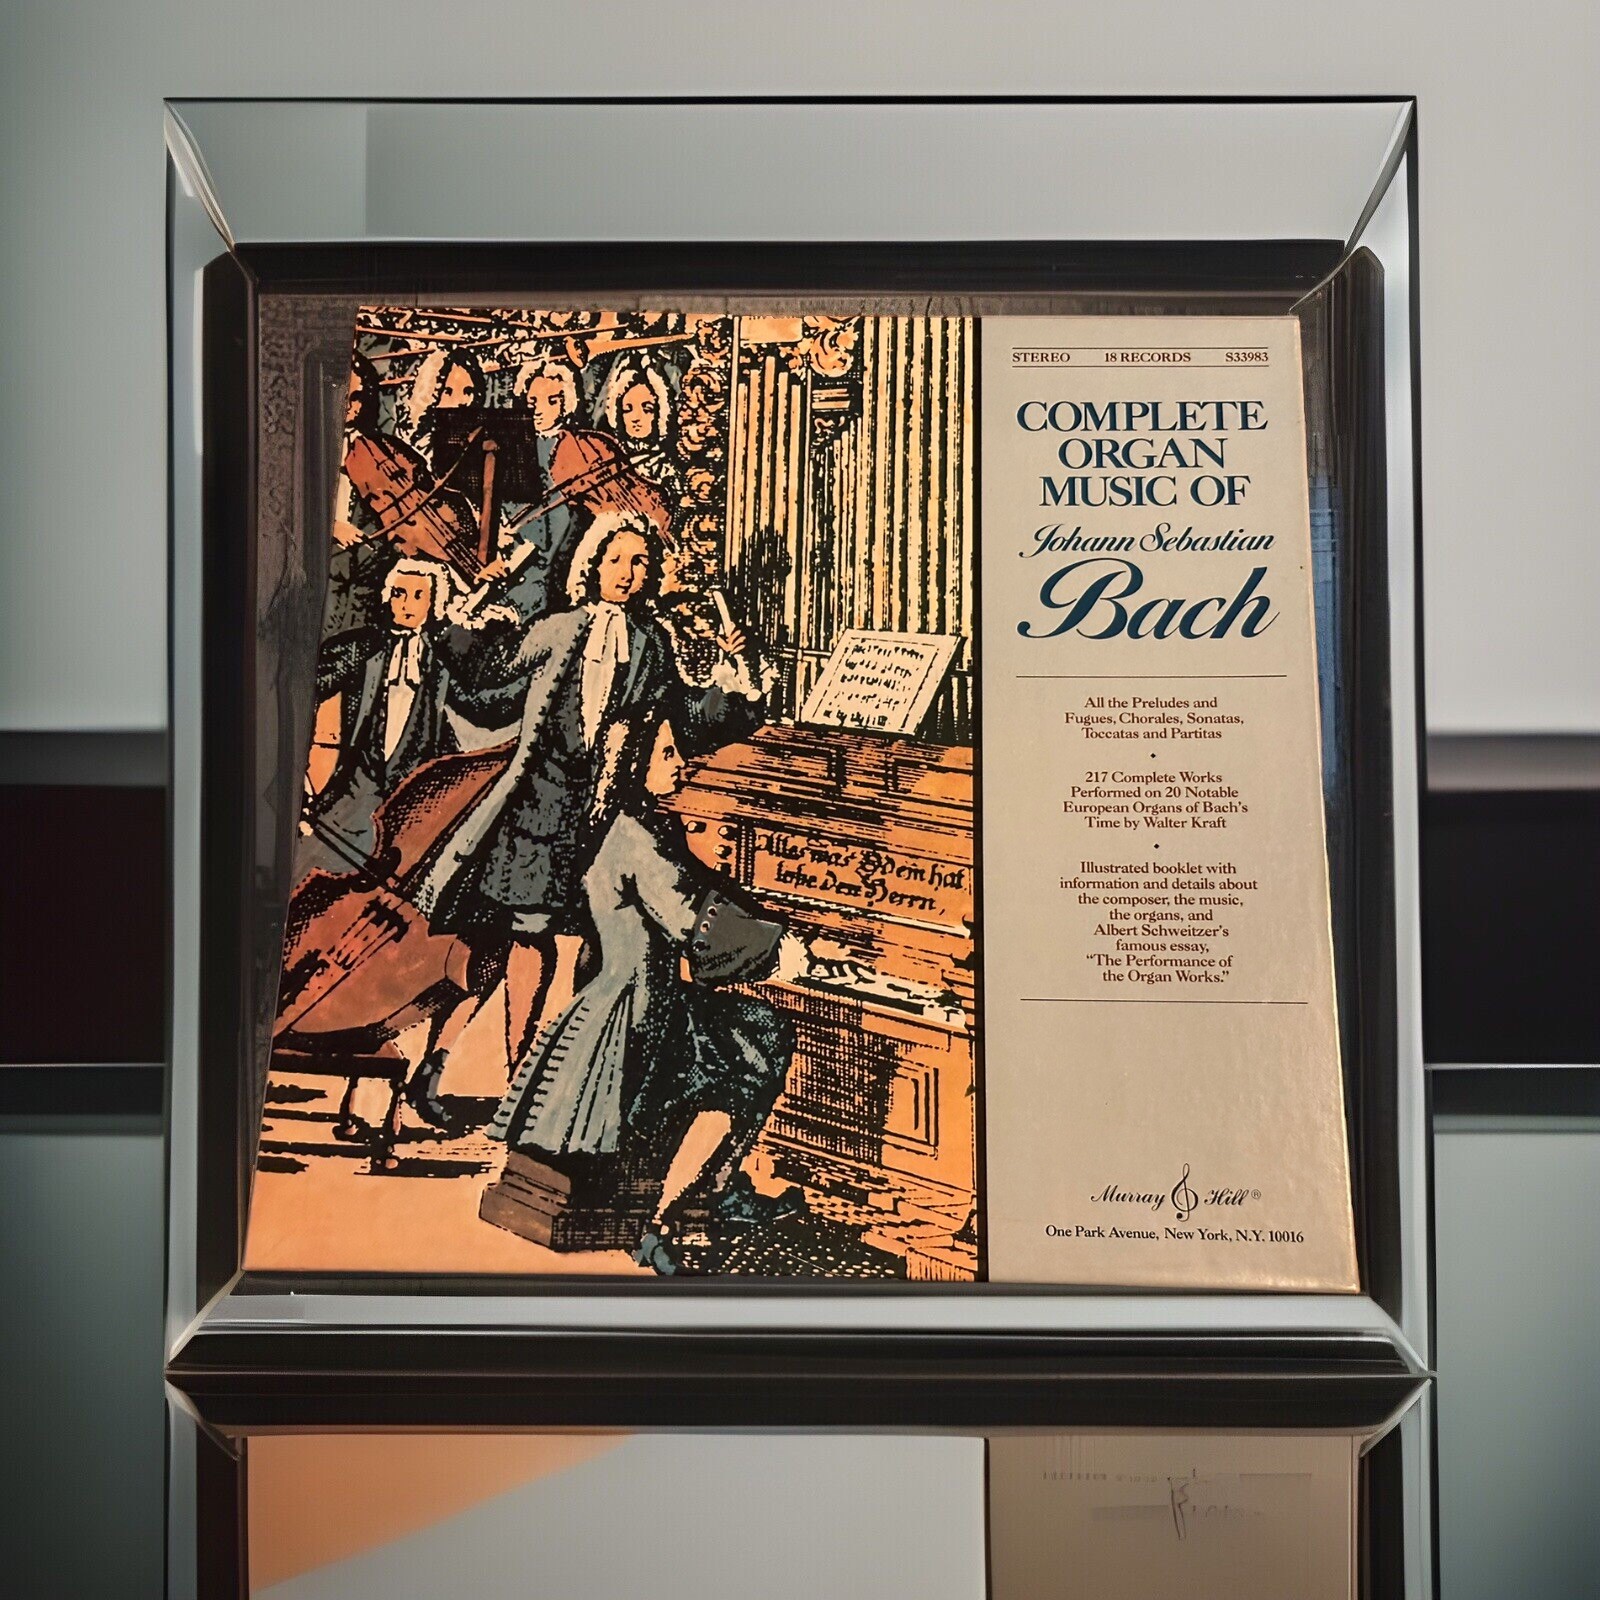 STEREO 18 RECORDS S33983
COMPLETE
ORGAN
MUSIC OF
Johann Sebastian
Bach
All the Preludes and
Fugues, Chorales, Sonatas,
Toccatas and Partitas
217 Complete Works
Performed on 20 Notable
European Organs of Bach's
Time by Walter Kraft
Illustrated booklet with
information and details about
the composer, the music,
the organs, and
Albert Schweitzer's
famous essay,
"The Performance of
the Organ Works."
Murray Hill®
One Park Avenue, New York, N.Y. 10016
Alles was Odem hat
lobe den Herrn,